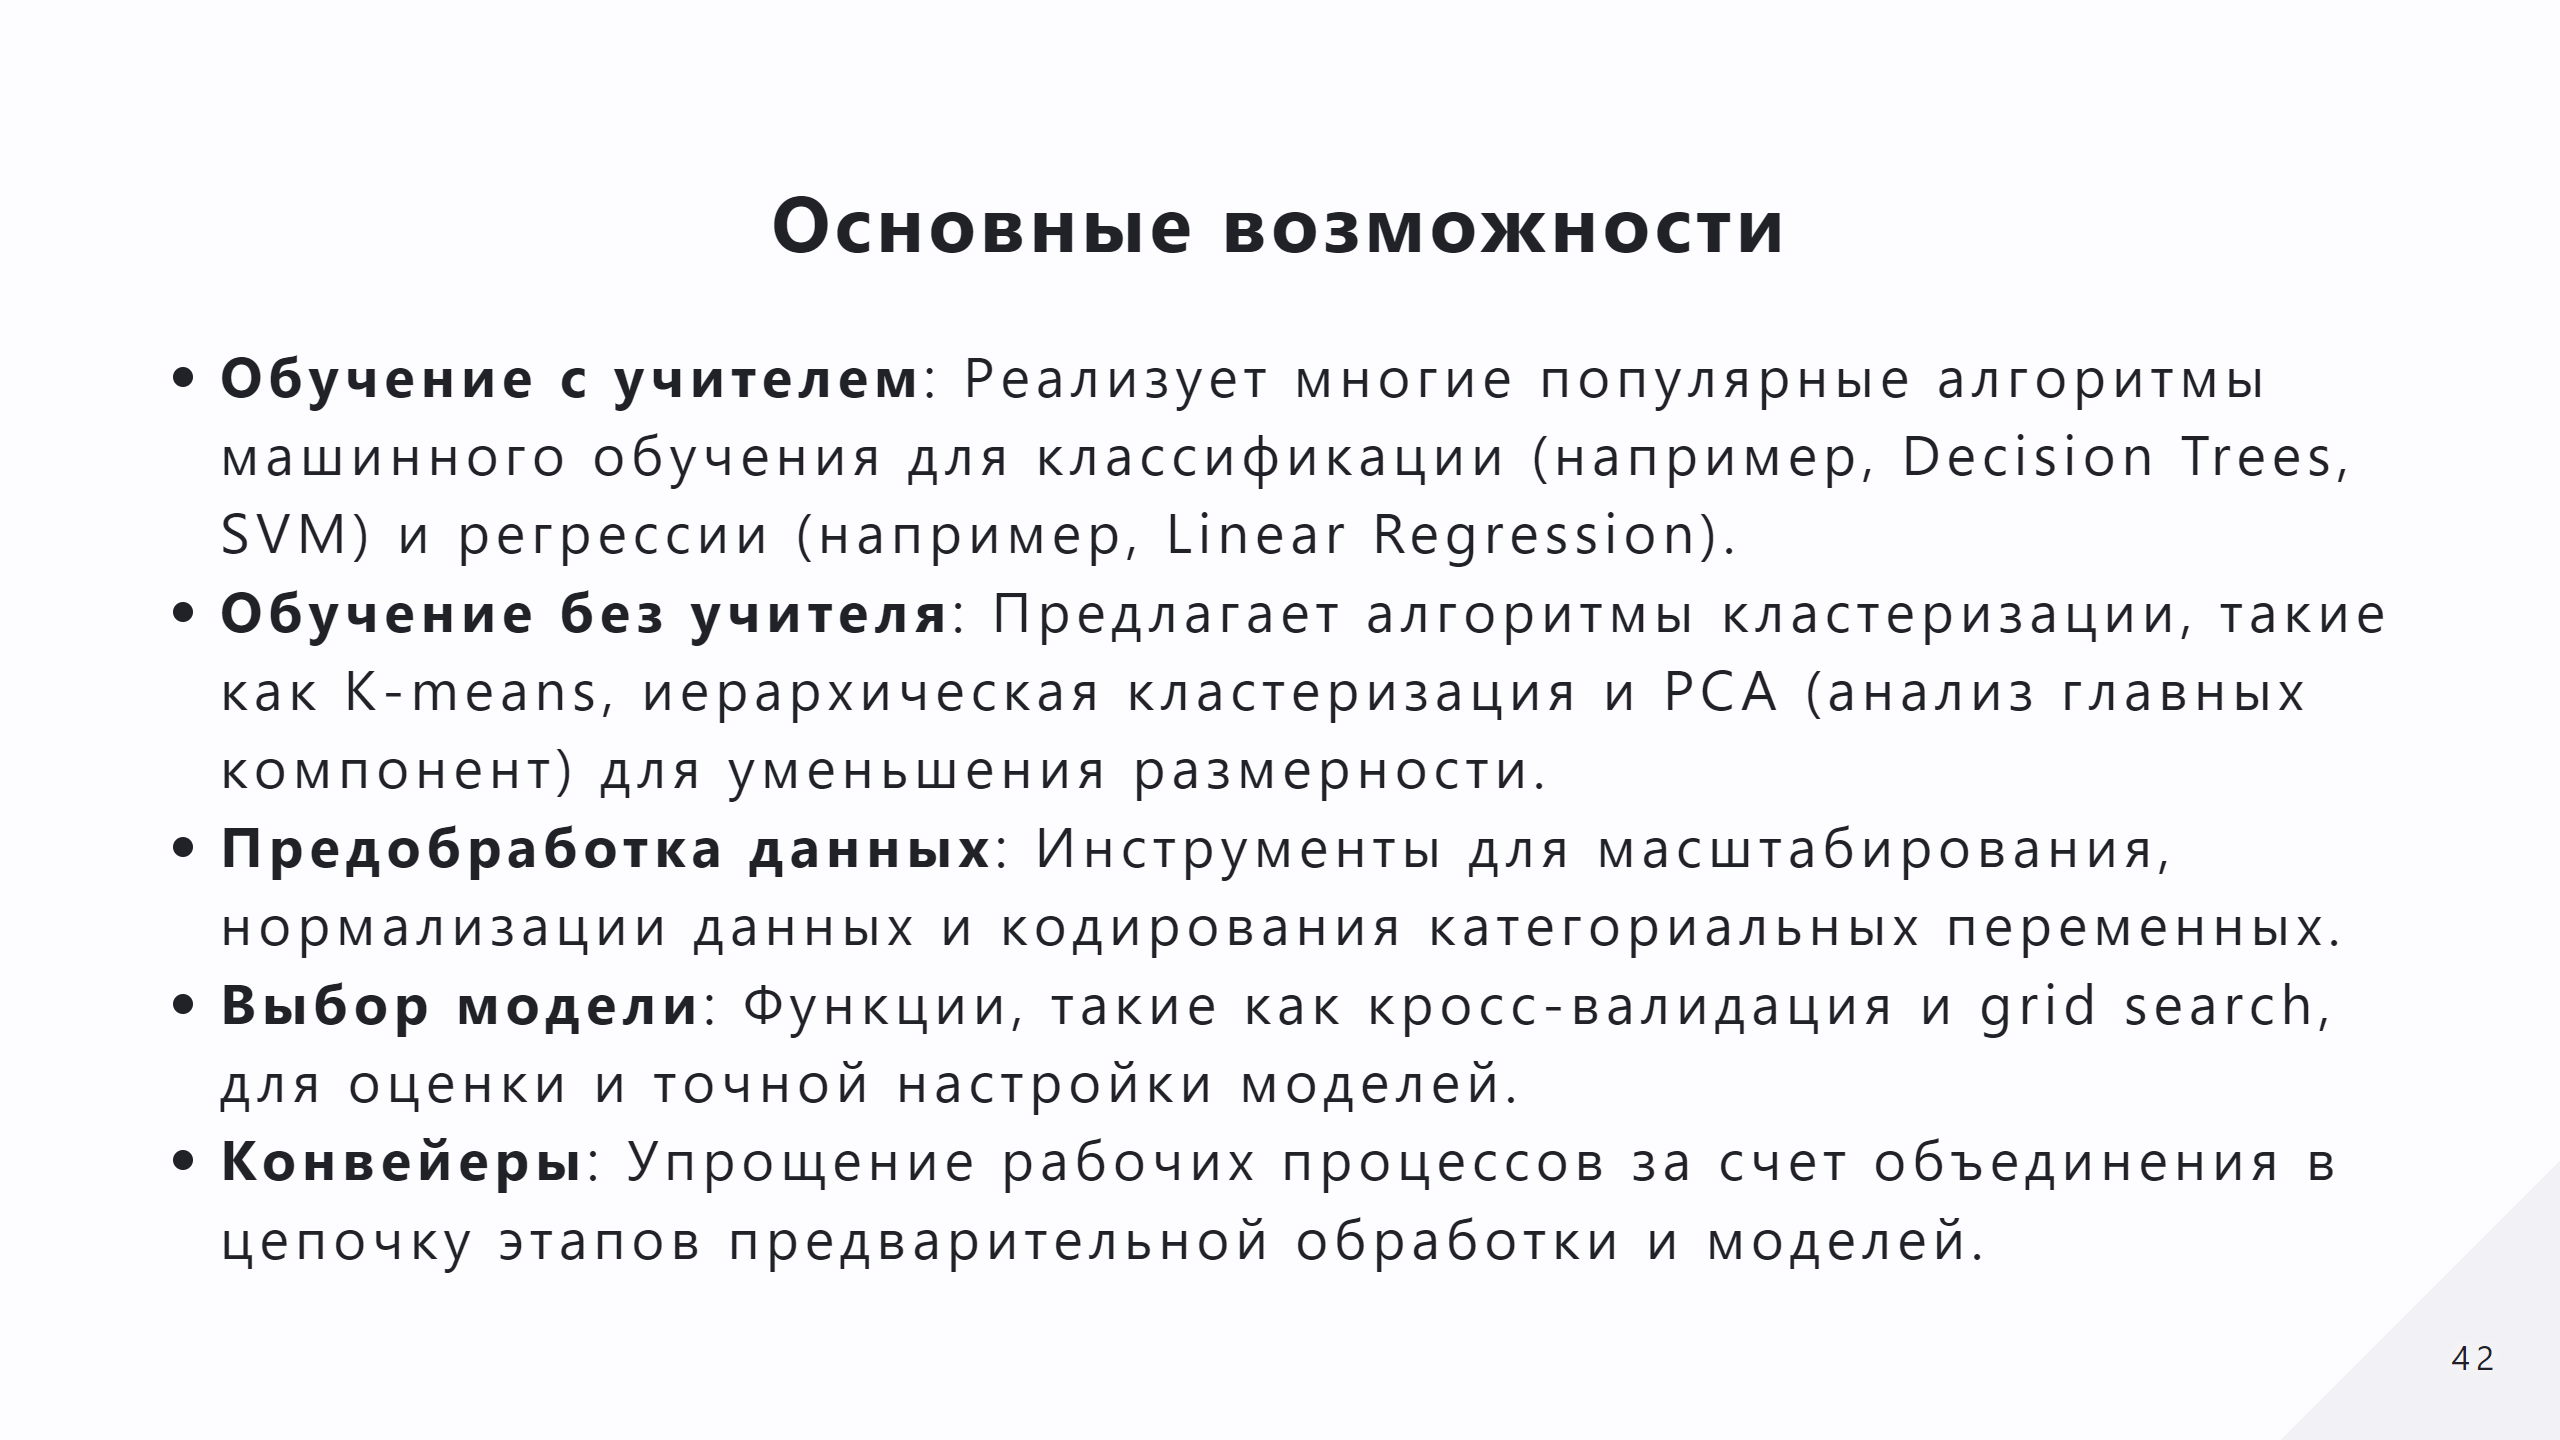 Основные возможности
• Обучение с учителем: Реализует многие популярные алгоритмы
машинного обучения для классификации (например, Decision Trees,
SVM) и регрессии (например, Linear Regression).
• Обучение без учителя: Предлагает алгоритмы кластеризации, такие
как K-means, иерархическая кластеризация и PCA (анализ главных
компонент) для уменьшения размерности.
• Предобработка данных: Инструменты для масштабирования,
нормализации данных и кодирования категориальных переменных.
• Выбор модели: Функции, такие как кросс-валидация и grid search,
для оценки и точной настройки моделей.
• Конвейеры: Упрощение рабочих процессов за счет объединения в
цепочку этапов предварительной обработки и моделей.
42